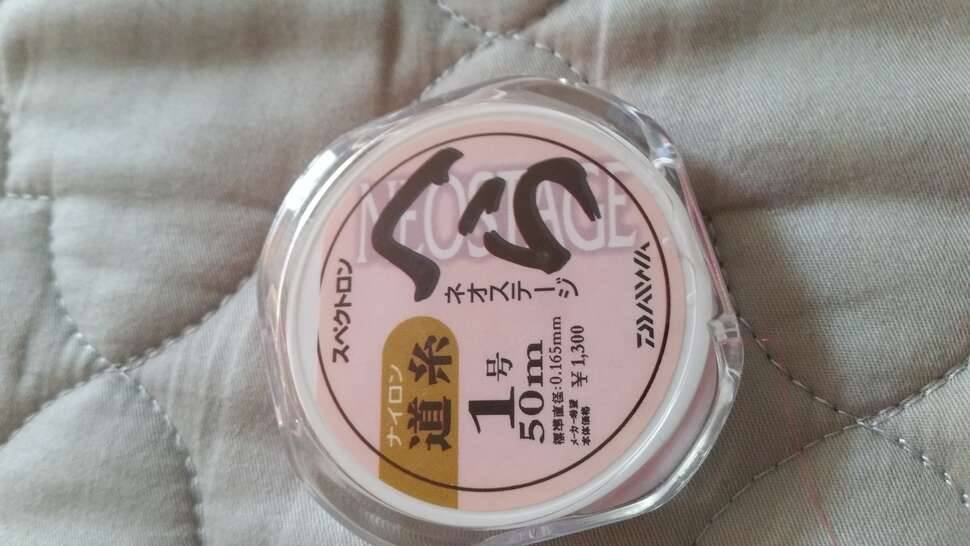 スペクトロン
NEOSTAGE
へら
ネオステージ
DAIWA
ナイロン
道糸
1号
50m
標準直径:0.165mm
メーカー希望
本体価格
¥1,300